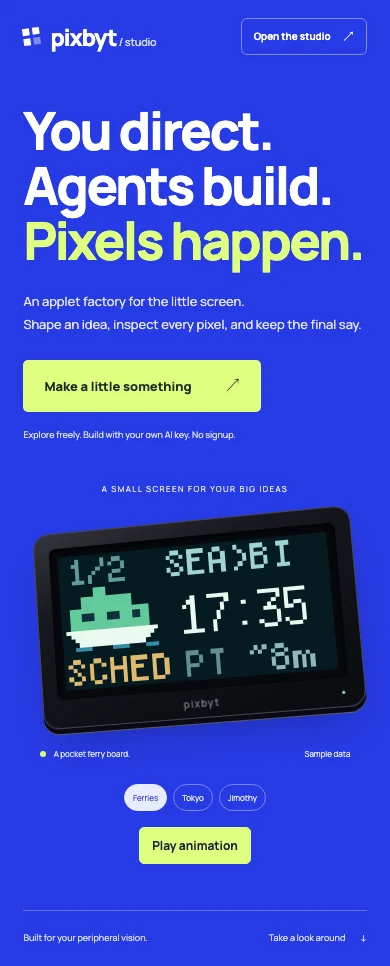 pixbyt / studio
Open the studio ↗
You direct.
Agents build.
Pixels happen.
An applet factory for the little screen.
Shape an idea, inspect every pixel, and keep the final say.
Make a little something ↗
Explore freely. Build with your own AI key. No signup.
A SMALL SCREEN FOR YOUR BIG IDEAS
1/2 SEA>BI
17:35
SCHED PT ~8m
pixbyt
A pocket ferry board.
Sample data
Ferries
Tokyo
Jimothy
Play animation
Built for your peripheral vision.
Take a look around ↓